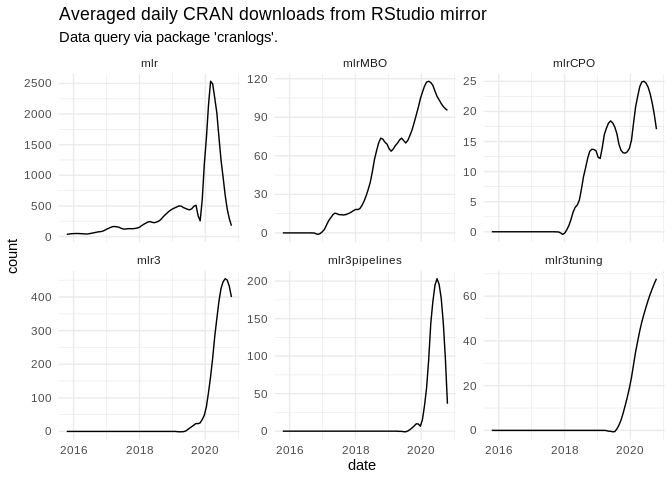 Averaged daily CRAN downloads from RStudio mirror
Data query via package 'cranlogs'.
mlr
mlrMBO
mlrCPO
2500
2000
1500
1000
500
0
120
90
60
30
0
25
20
15
10
5
0
count
mlr3
mlr3pipelines
mlr3tuning
400
300
200
100
0
200
150
100
50
0
60
40
20
0
2016 2018 2020
2016 2018 2020
2016 2018 2020
date